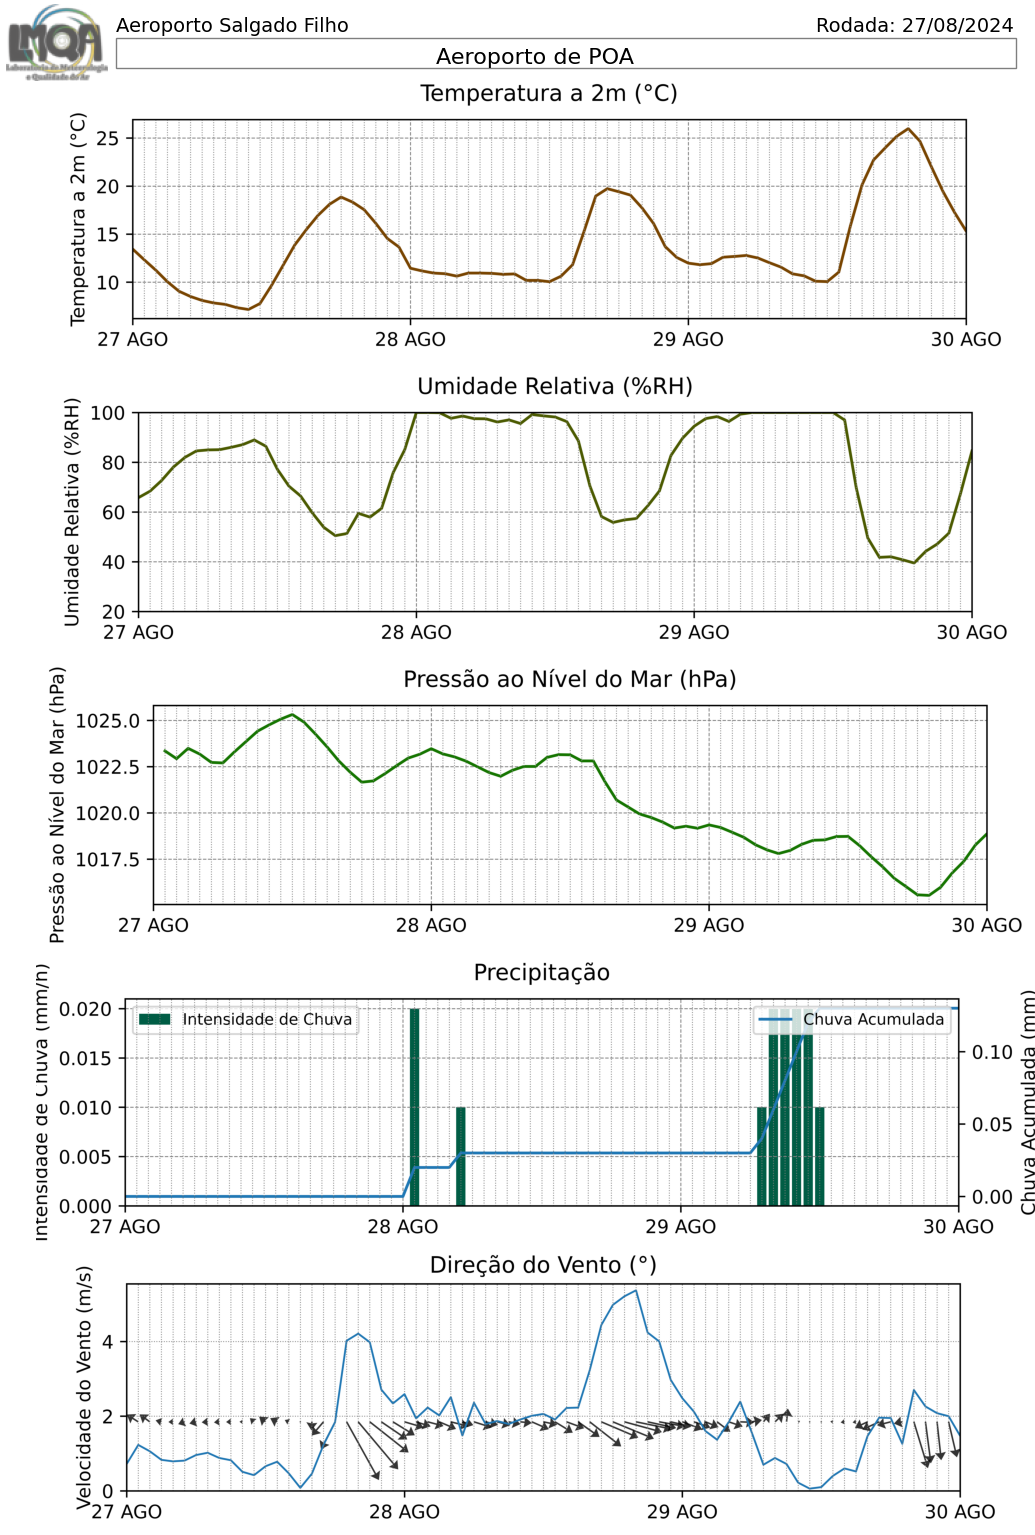 LMQA
Laboratório de Meteorologia
e Qualidade do Ar
Aeroporto Salgado Filho
Rodada: 27/08/2024
Aeroporto de POA
Temperatura a 2m (°C)
Temperatura a 2m (°C)
25
20
15
10
27 AGO
28 AGO
29 AGO
30 AGO
Umidade Relativa (%RH)
Umidade Relativa (%RH)
100
80
60
40
20
27 AGO
28 AGO
29 AGO
30 AGO
Pressão ao Nível do Mar (hPa)
Pressão ao Nível do Mar (hPa)
1025.0
1022.5
1020.0
1017.5
27 AGO
28 AGO
29 AGO
30 AGO
Precipitação
Intensidade de Chuva (mm/h)
0.020
0.015
0.010
0.005
0.000
Intensidade de Chuva
Chuva Acumulada
0.10
0.05
0.00
Chuva Acumulada (mm)
27 AGO
28 AGO
29 AGO
30 AGO
Direção do Vento (°)
Velocidade do Vento (m/s)
4
2
0
27 AGO
28 AGO
29 AGO
30 AGO